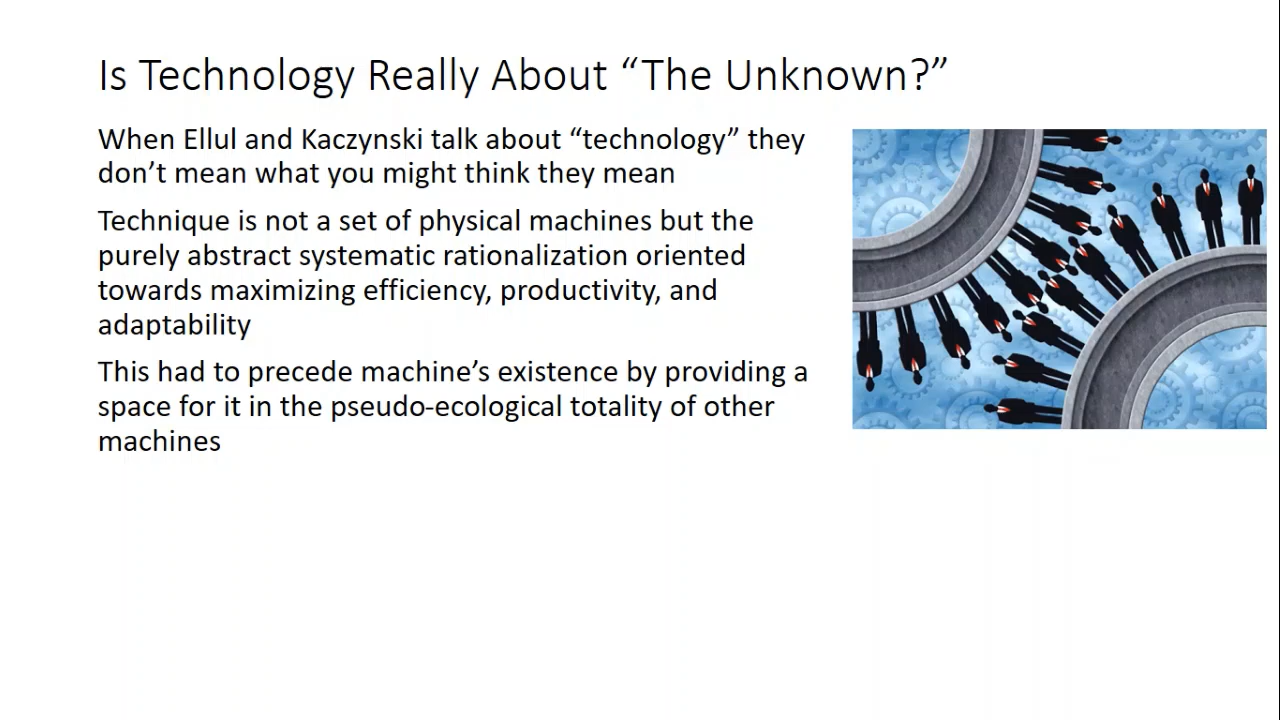 Is Technology Really About “The Unknown?”
When Ellul and Kaczynski talk about “technology” they
don’t mean what you might think they mean
Technique is not a set of physical machines but the
purely abstract systematic rationalization oriented
towards maximizing efficiency, productivity, and
adaptability
This had to precede machine’s existence by providing a
space for it in the pseudo-ecological totality of other
machines